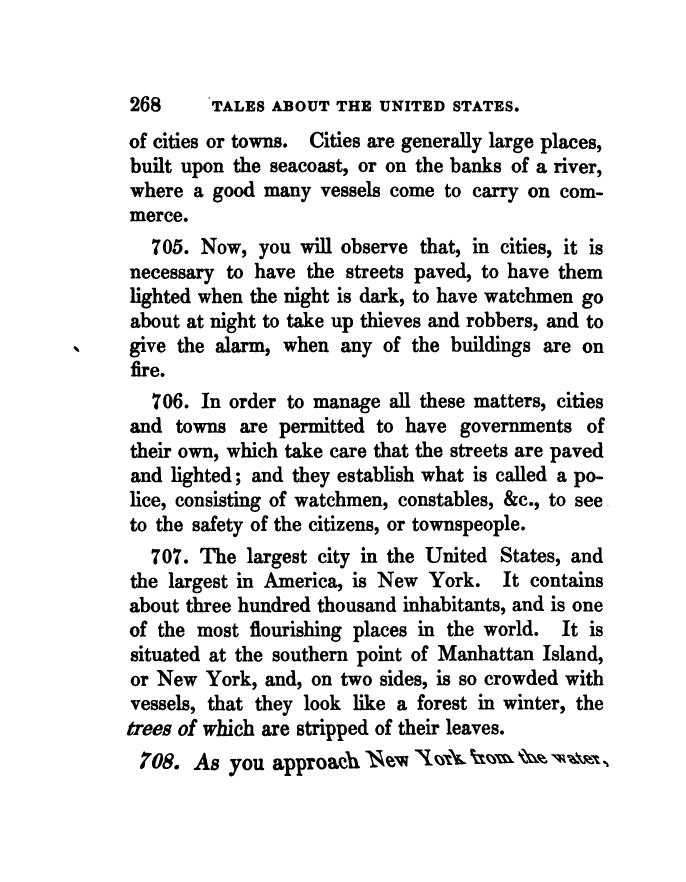 268 TALES ABOUT THE UNITED STATES.
of cities or towns. Cities are generally large places,
built upon the seacoast, or on the banks of a river,
where a good many vessels come to carry on com-
merce.
705. Now, you will observe that, in cities, it is
necessary to have the streets paved, to have them
lighted when the night is dark, to have watchmen go
about at night to take up thieves and robbers, and to
give the alarm, when any of the buildings are on
fire.
706. In order to manage all these matters, cities
and towns are permitted to have governments of
their own, which take care that the streets are paved
and lighted; and they establish what is called a po-
lice, consisting of watchmen, constables, &c., to see
to the safety of the citizens, or townspeople.
707. The largest city in the United States, and
the largest in America, is New York. It contains
about three hundred thousand inhabitants, and is one
of the most flourishing places in the world. It is
situated at the southern point of Manhattan Island,
or New York, and, on two sides, is so crowded with
vessels, that they look like a forest in winter, the
trees of which are stripped of their leaves.
708. As you approach New York from the water,